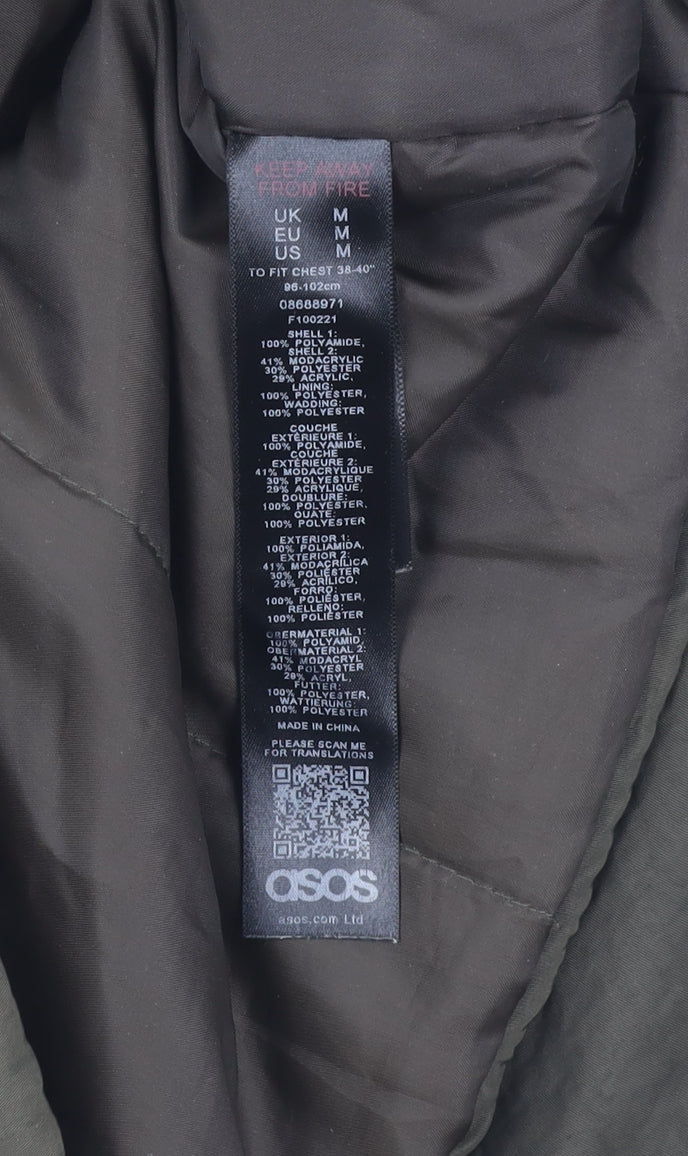 KEEP AWAY
FROM FIRE
UK M
EU M
US M
TO FIT CHEST 38-40"
96-102cm
08688971
F100221
SHELL 1:
100% POLYAMIDE,
SHELL 2:
41% MODACRYLIC
30% POLYESTER
29% ACRYLIC,
LINING:
100% POLYESTER,
WADDING:
100% POLYESTER
COUCHE
EXTÉRIEURE 1:
100% POLYAMIDE,
COUCHE
EXTÉRIEURE 2:
41% MODACRYLIQUE
30% POLYESTER
29% ACRYLIQUE,
DOUBLURE:
100% POLYESTER,
OUATE:
100% POLYESTER
EXTERIOR 1:
100% POLIAMIDA,
EXTERIOR 2:
41% MODACRÍLICA
30% POLIÉSTER
29% ACRÍLICO,
FORRO:
100% POLIÉSTER,
RELLENO:
100% POLIÉSTER
OBERMATERIAL 1:
100% POLYAMID,
OBERMATERIAL 2:
41% MODACRYL
30% POLYESTER
29% ACRYL,
FUTTER:
100% POLYESTER,
WATTIERUNG:
100% POLYESTER
MADE IN CHINA
PLEASE SCAN ME
FOR TRANSLATIONS
asos
asos.com Ltd